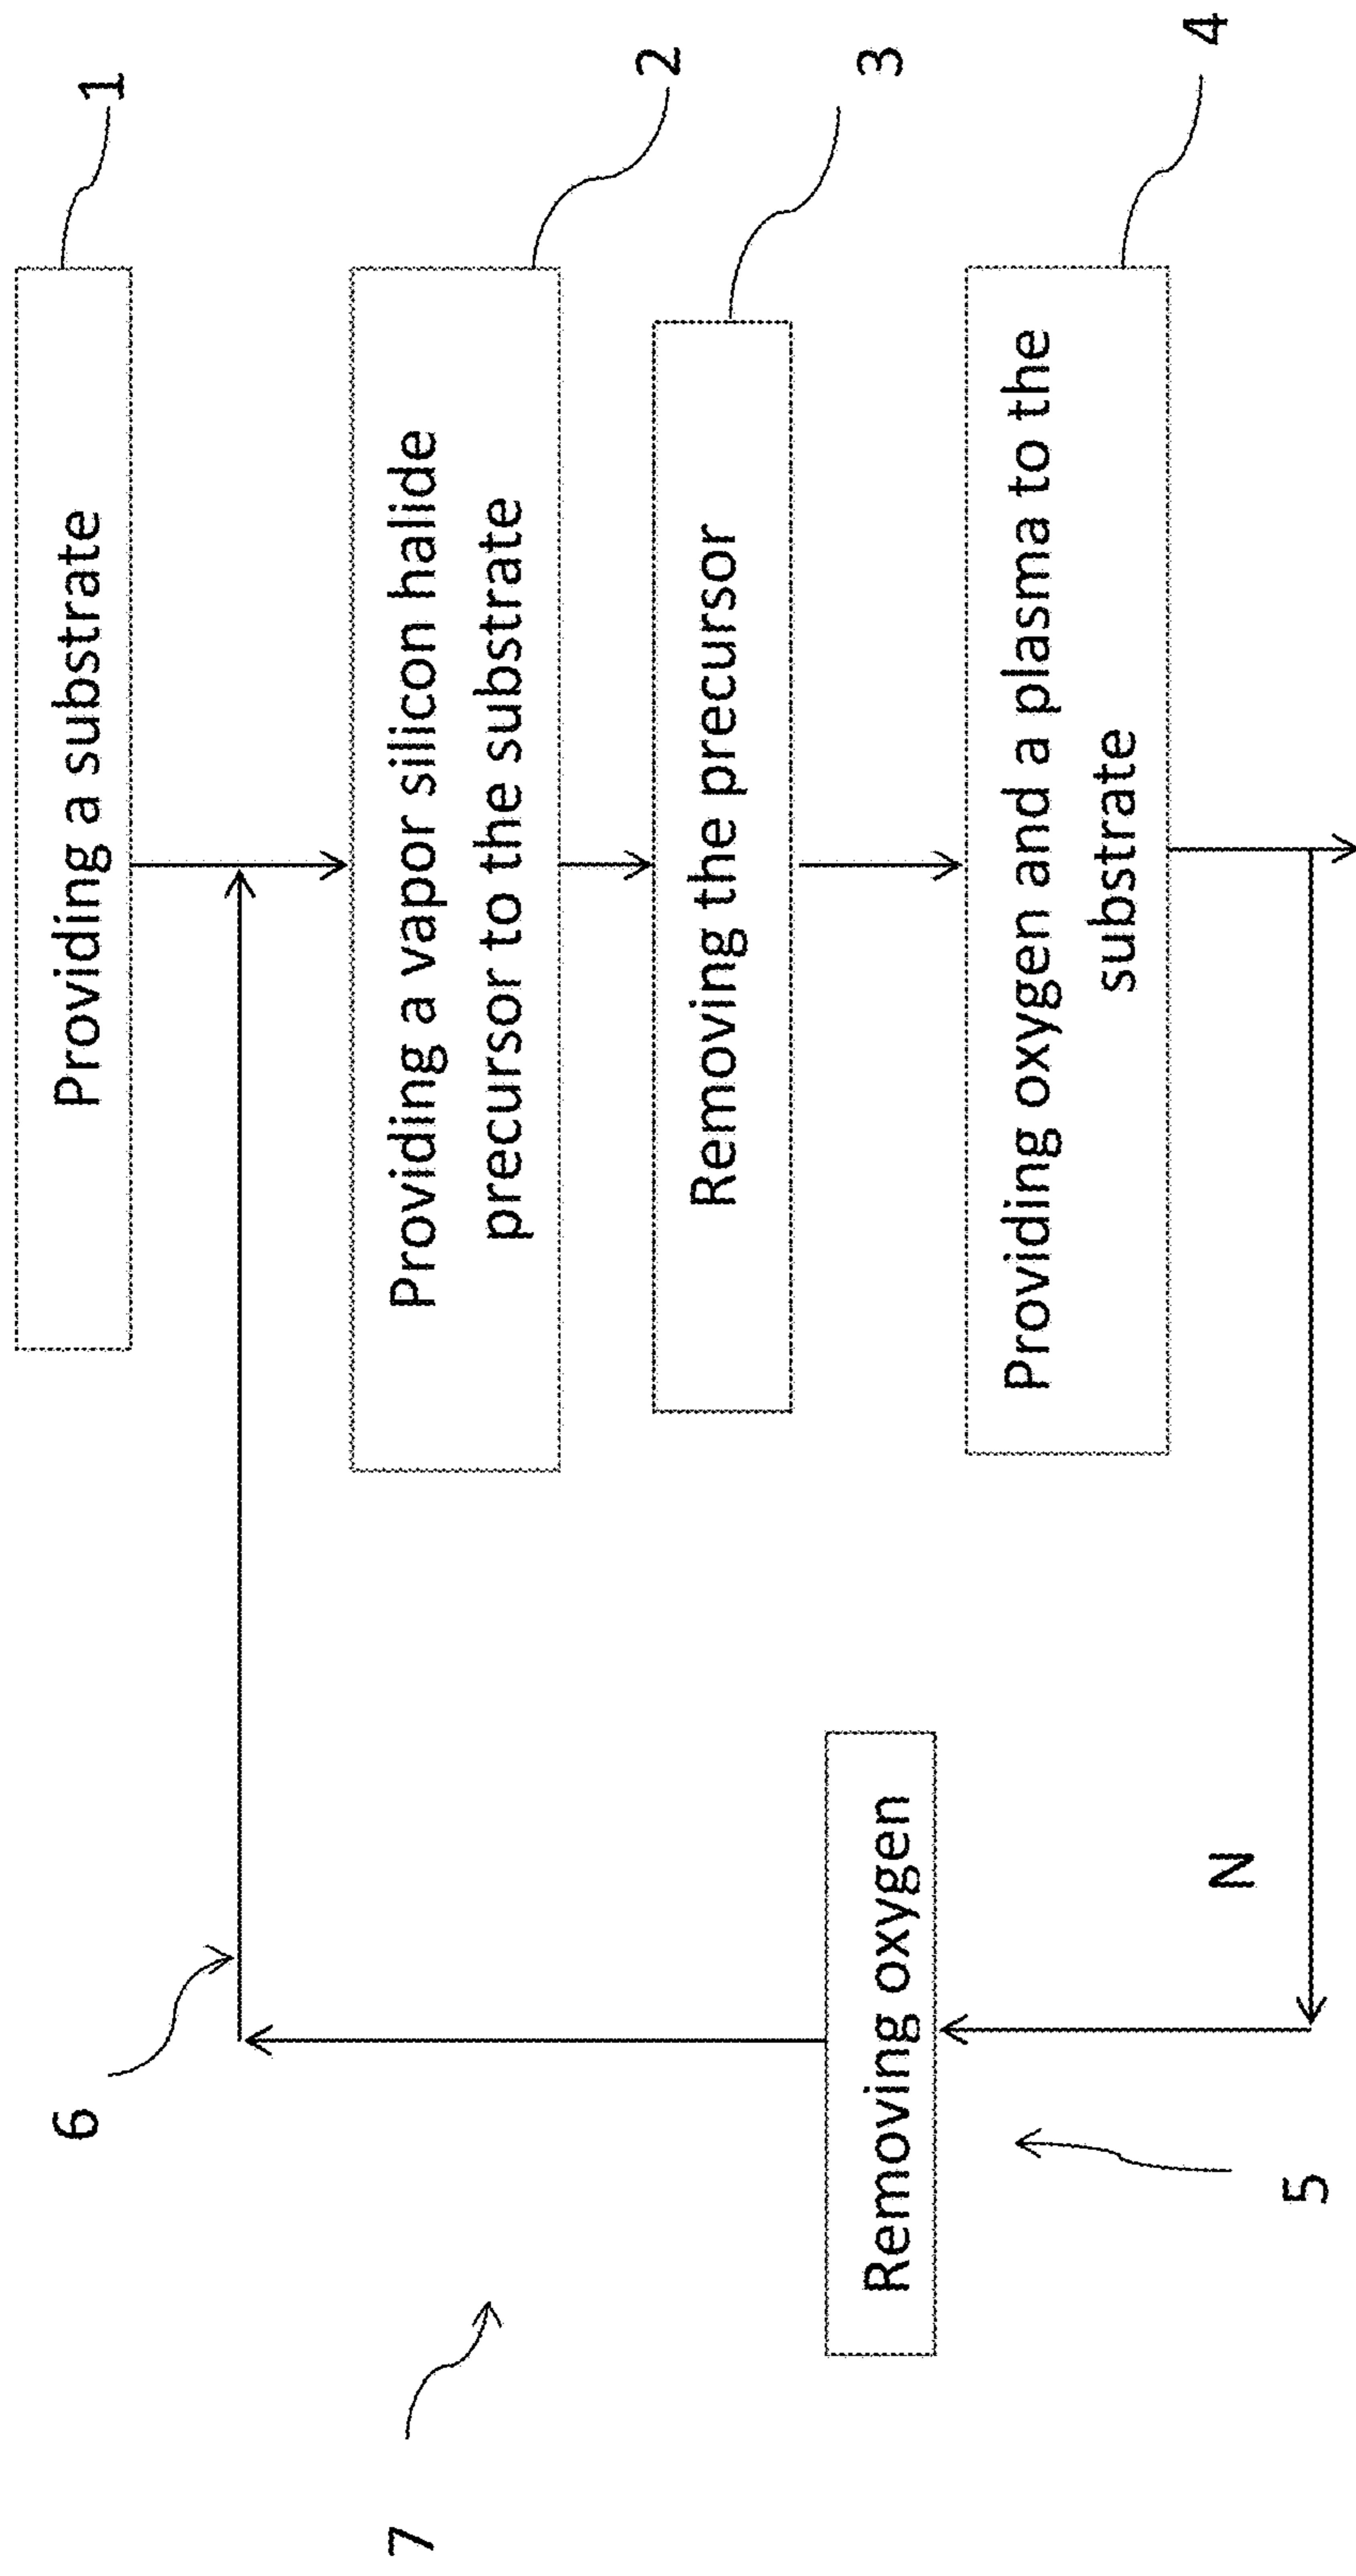 Providing a substrate
1
Providing a vapor silicon halide
precursor to the substrate
2
Removing the precursor
3
Providing oxygen and a plasma to the
substrate
4
N
Removing oxygen
5
6
7